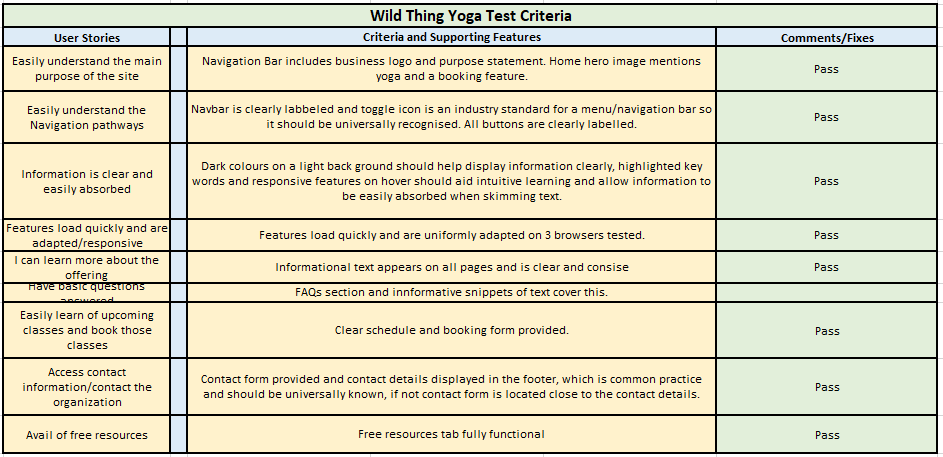 Wild Thing Yoga Test Criteria
User Stories
Criteria and Supporting Features
Comments/Fixes
Easily understand the main
purpose of the site
Navigation Bar includes business logo and purpose statement. Home hero image mentions
yoga and a booking feature.
Pass
Easily understand the
Navigation pathways
Navbar is clearly labbeled and toggle icon is an industry standard for a menu/navigation bar so
it should be universally recognised. All buttons are clearly labelled.
Pass
Information is clear and
easily absorbed
Dark colours on a light back ground should help display information clearly, highlighted key
words and responsive features on hover should aid intuitive learning and allow information to
be easily absorbed when skimming text.
Pass
Features load quickly and are
adapted/responsive
Features load quickly and are uniformly adapted on 3 browsers tested.
Pass
I can learn more about the
offering
Informational text appears on all pages and is clear and consise
Pass
Have basic questions
answered
FAQs section and innformative snippets of text cover this.
Easily learn of upcoming
classes and book those
classes
Clear schedule and booking form provided.
Pass
Access contact
information/contact the
organization
Contact form provided and contact details displayed in the footer, which is common practice
and should be universally known, if not contact form is located close to the contact details.
Pass
Avail of free resources
Free resources tab fully functional
Pass